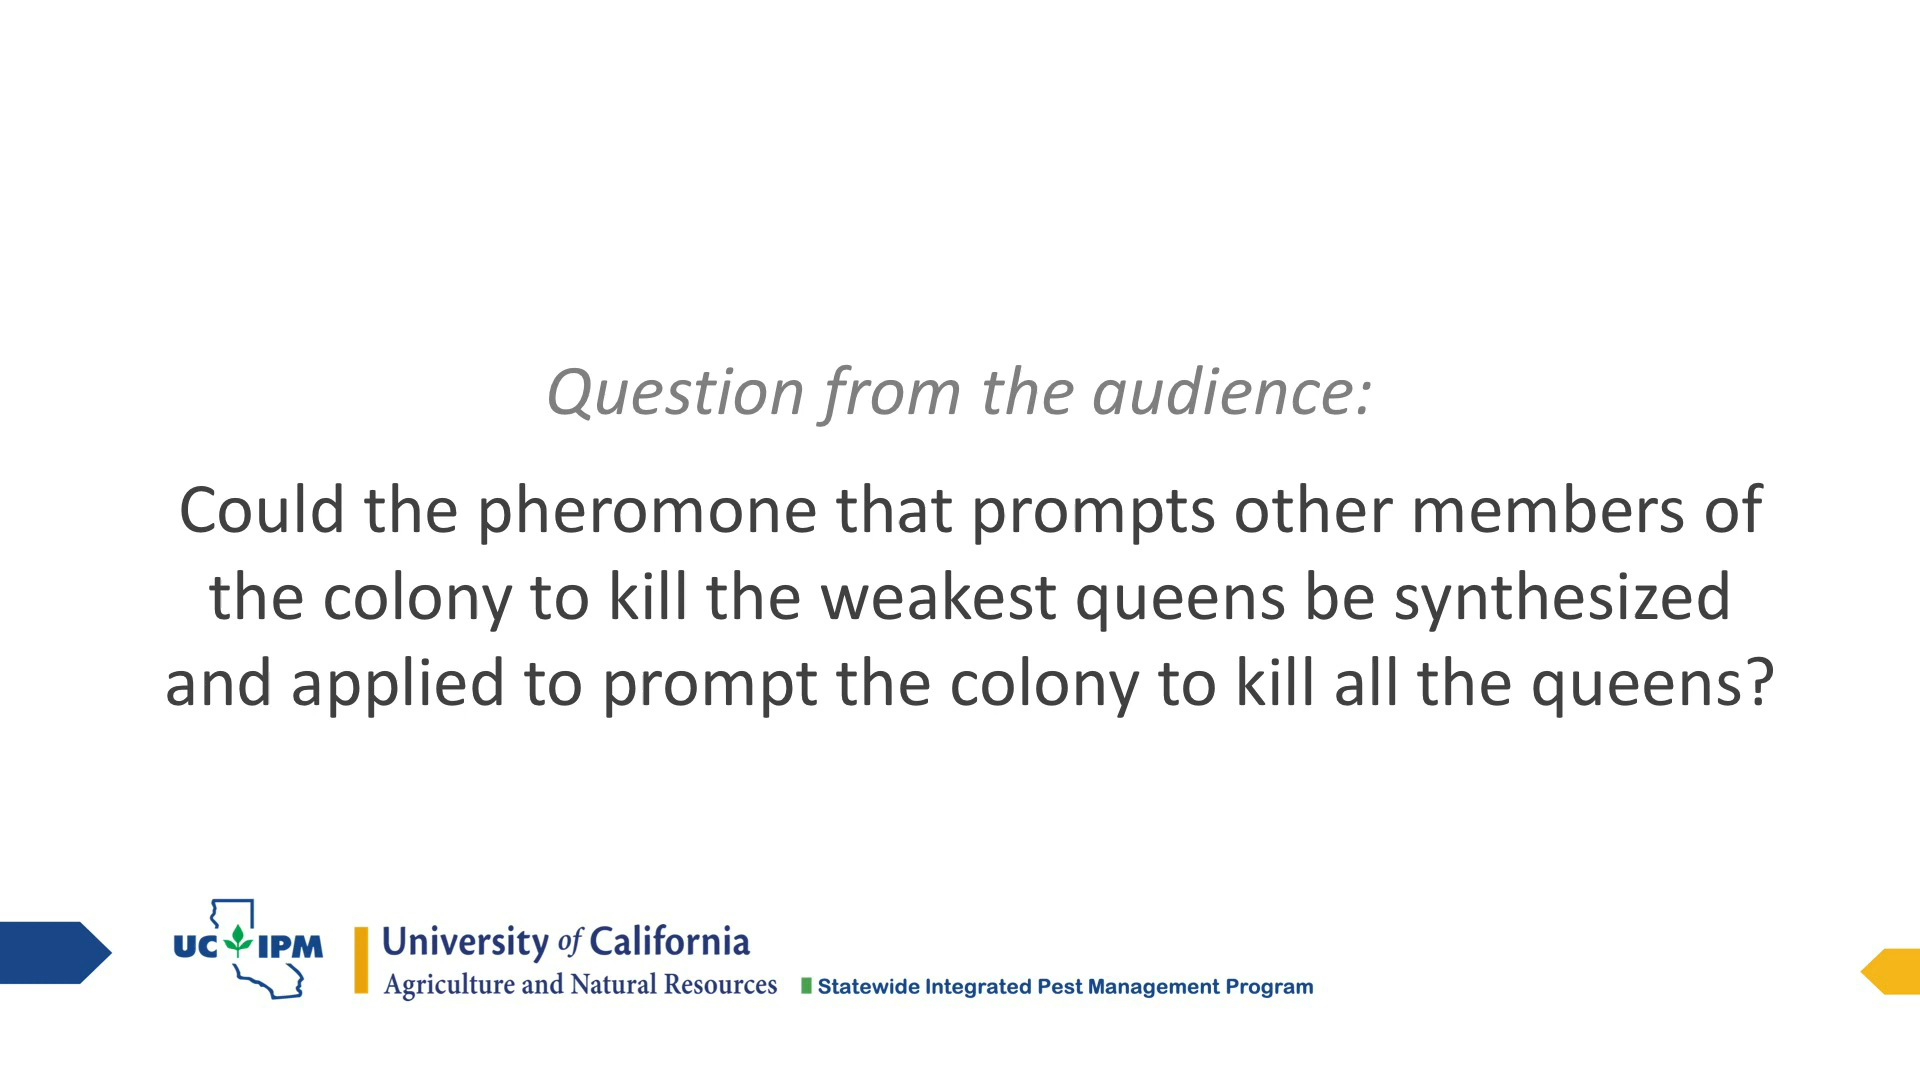 Question from the audience:
Could the pheromone that prompts other members of
the colony to kill the weakest queens be synthesized
and applied to prompt the colony to kill all the queens?
UC IPM
University of California
Agriculture and Natural Resources
Statewide Integrated Pest Management Program